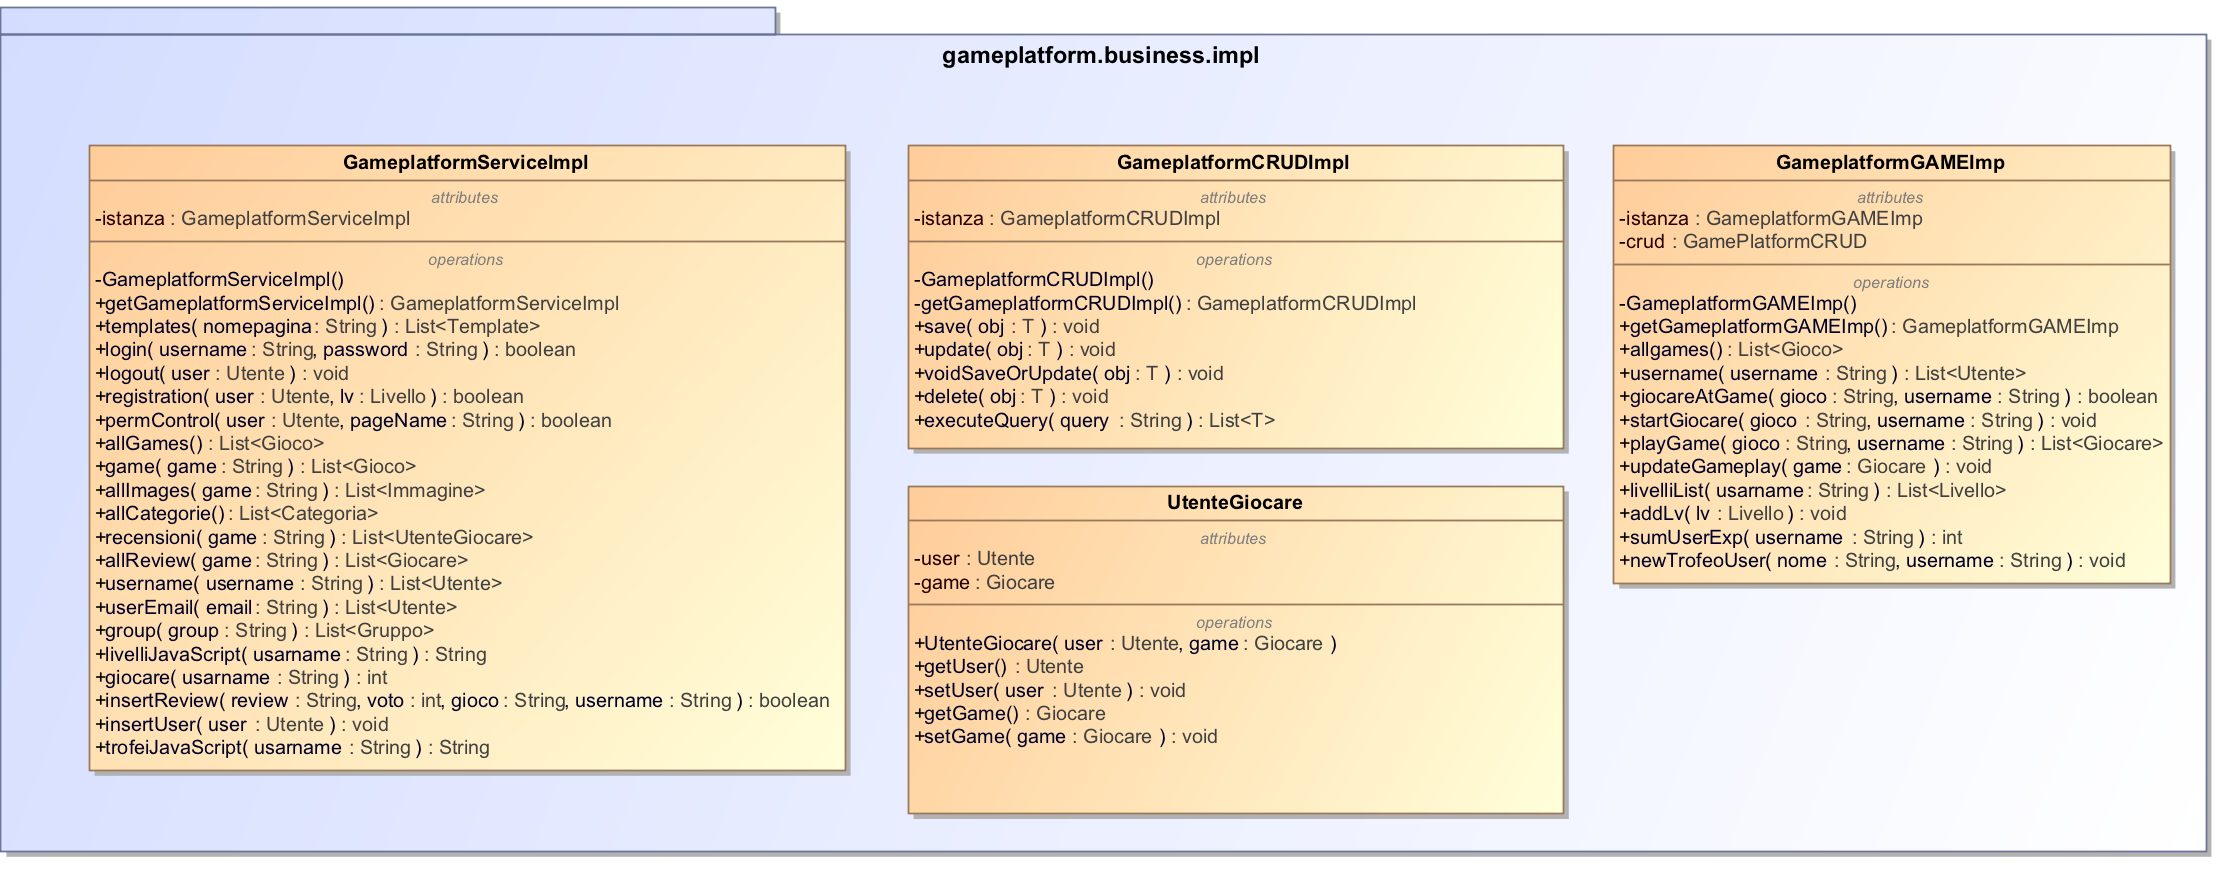 gameplatform.business.impl
GameplatformServiceImpl
attributes
-istanza : GameplatformServiceImpl
operations
-GameplatformServiceImpl()
+getGameplatformServiceImpl() : GameplatformServiceImpl
+templates( nomepagina : String ) : List<Template>
+login( username : String, password : String ) : boolean
+logout( user : Utente ) : void
+registration( user : Utente, lv : Livello ) : boolean
+permControl( user : Utente, pageName : String ) : boolean
+allGames() : List<Gioco>
+game( game : String ) : List<Gioco>
+allImages( game : String ) : List<Immagine>
+allCategorie() : List<Categoria>
+recensioni( game : String ) : List<UtenteGiocare>
+allReview( game : String ) : List<Giocare>
+username( username : String ) : List<Utente>
+userEmail( email : String ) : List<Utente>
+group( group : String ) : List<Gruppo>
+livelliJavaScript( usarname : String ) : String
+giocare( usarname : String ) : int
+insertReview( review : String, voto : int, gioco : String, username : String ) : boolean
+insertUser( user : Utente ) : void
+trofeiJavaScript( usarname : String ) : String
GameplatformCRUDImpl
attributes
-istanza : GameplatformCRUDImpl
operations
-GameplatformCRUDImpl()
-getGameplatformCRUDImpl() : GameplatformCRUDImpl
+save( obj : T ) : void
+update( obj : T ) : void
+voidSaveOrUpdate( obj : T ) : void
+delete( obj : T ) : void
+executeQuery( query : String ) : List<T>
UtenteGiocare
attributes
-user : Utente
-game : Giocare
operations
+UtenteGiocare( user : Utente, game : Giocare )
+getUser() : Utente
+setUser( user : Utente ) : void
+getGame() : Giocare
+setGame( game : Giocare ) : void
GameplatformGAMEImp
attributes
-istanza : GameplatformGAMEImp
-crud : GamePlatformCRUD
operations
-GameplatformGAMEImp()
+getGameplatformGAMEImp() : GameplatformGAMEImp
+allgames() : List<Gioco>
+username( username : String ) : List<Utente>
+giocareAtGame( gioco : String, username : String ) : boolean
+startGiocare( gioco : String, username : String ) : void
+playGame( gioco : String, username : String ) : List<Giocare>
+updateGameplay( game : Giocare ) : void
+livelliList( usarname : String ) : List<Livello>
+addLv( lv : Livello ) : void
+sumUserExp( username : String ) : int
+newTrofeoUser( nome : String, username : String ) : void